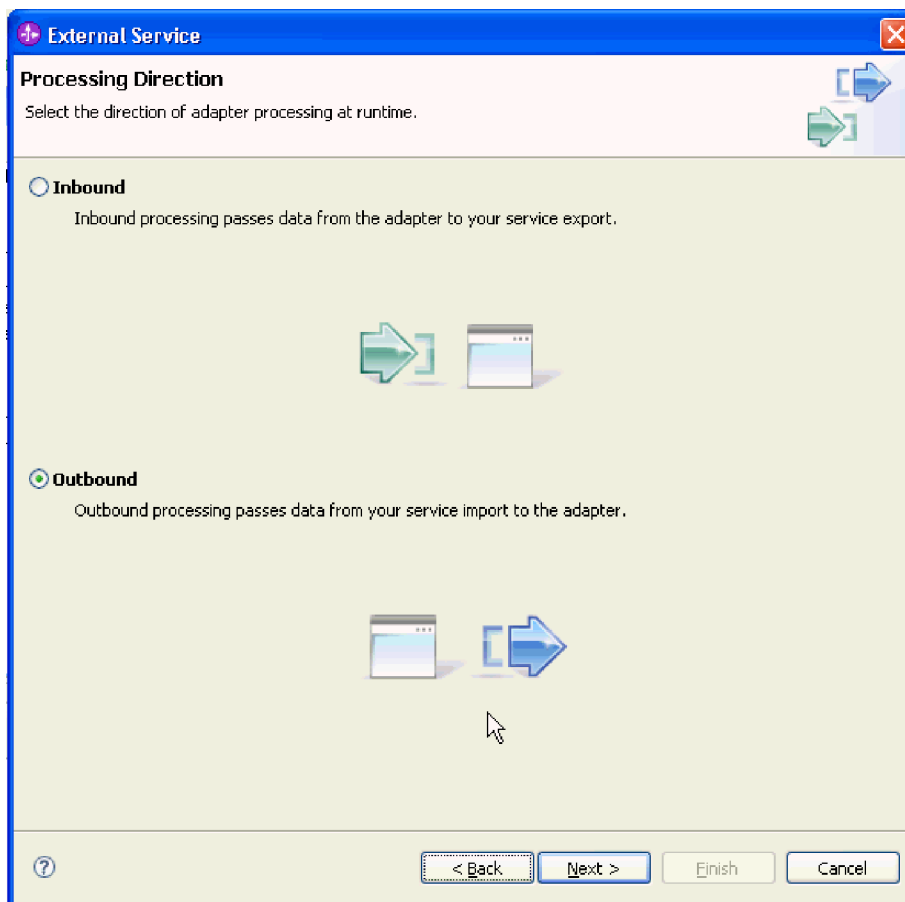 External Service
Processing Direction
Select the direction of adapter processing at runtime.
Inbound
Inbound processing passes data from the adapter to your service export.
Outbound
Outbound processing passes data from your service import to the adapter.
? < Back Next > Finish Cancel